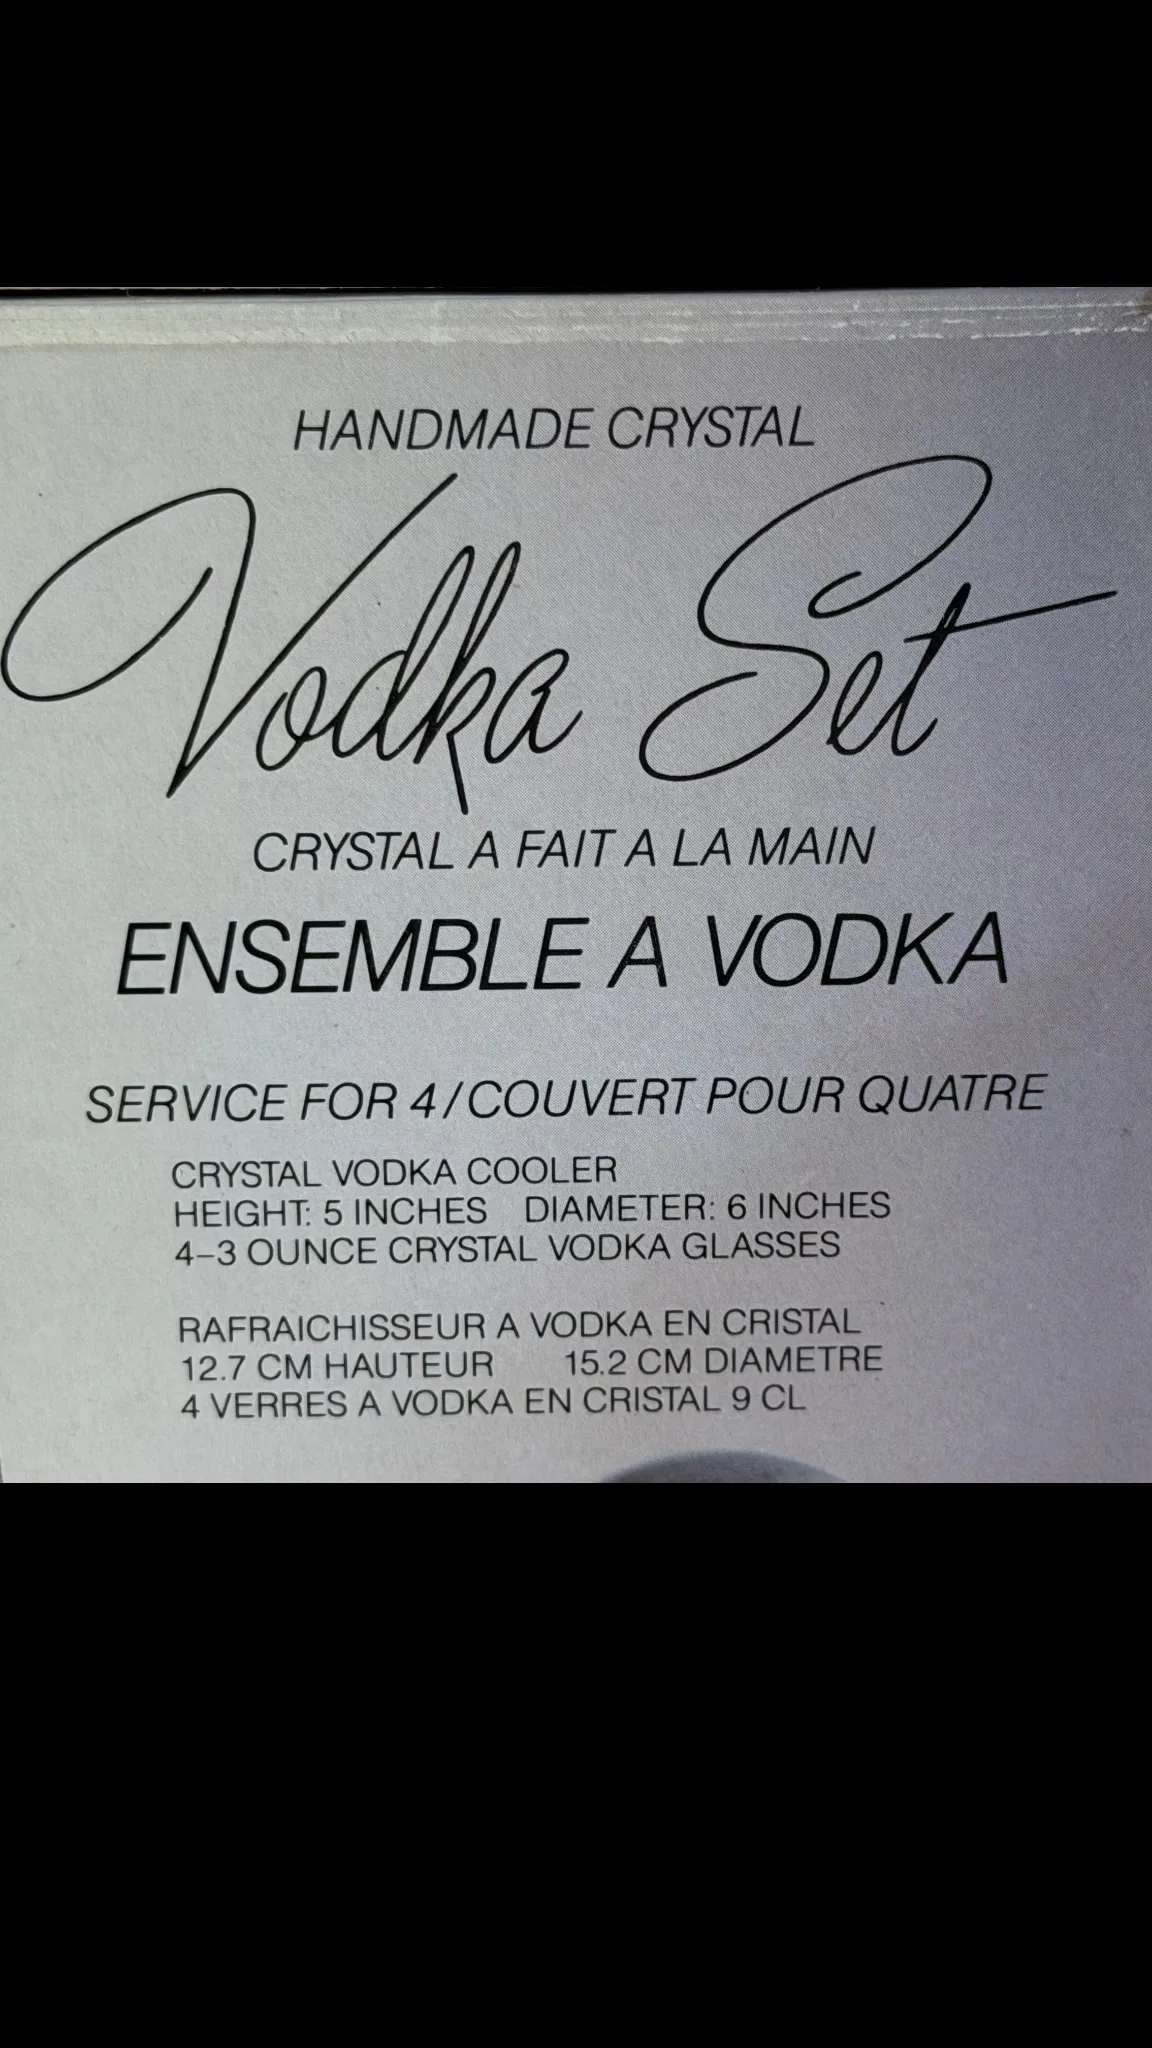 HANDMADE CRYSTAL
Vodka Set
CRYSTAL A FAIT A LA MAIN
ENSEMBLE A VODKA
SERVICE FOR 4/COUVERT POUR QUATRE
CRYSTAL VODKA COOLER
HEIGHT: 5 INCHES DIAMETER: 6 INCHES
4–3 OUNCE CRYSTAL VODKA GLASSES
RAFRAICHISSEUR A VODKA EN CRISTAL
12.7 CM HAUTEUR 15.2 CM DIAMETRE
4 VERRES A VODKA EN CRISTAL 9 CL